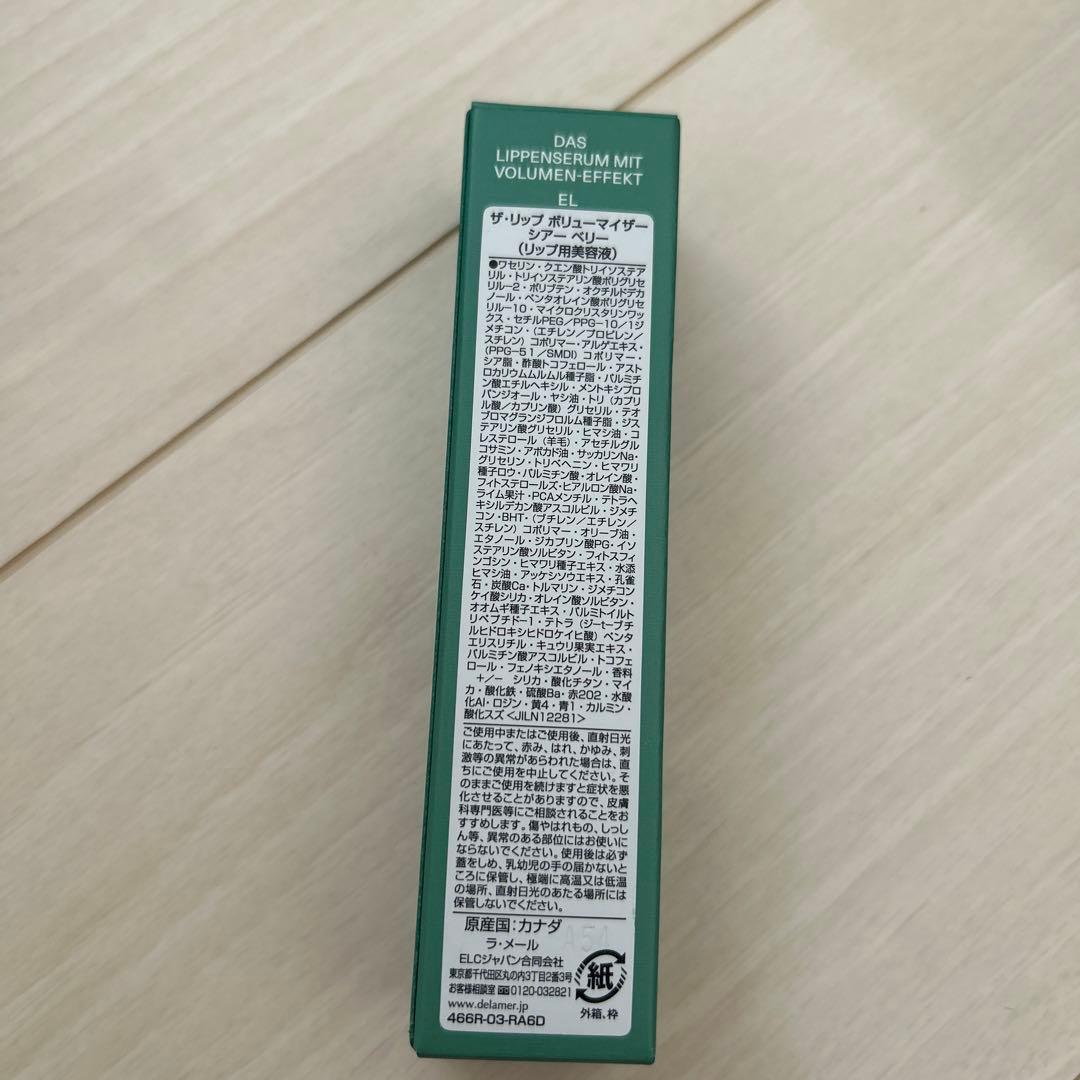 DAS
LIPPENSERUM MIT
VOLUMEN-EFFEKT
EL
ザ・リップ ボリューマイザー
シアー ベリー
(リップ用美容液)
●ワセリン・クエン酸トリイソステア
リル・トリイソステアリン酸ポリグリセ
リル-2・ポリブテン・オクチルドデカ
ノール・ペンタオレイン酸ポリグリセ
リル-10・マイクロクリスタリンワッ
クス・セチルPEG/PPG-10/1ジ
メチコン・(エチレン/プロピレン/
スチレン) コポリマー・アルゲエキス・
(PPG-51/SMDI) コポリマー・
シア脂・酢酸トコフェロール・アスト
ロカリウムムルムル種子脂・パルミチ
ン酸エチルヘキシル・メントキシプロ
パンジオール・ヤシ油・トリ (カプリ
ル酸/カプリン酸) グリセリル・テオ
ブロマグランジフロルム種子脂・ジス
テアリン酸グリセリル・ヒマシ油・コ
レステロール (羊毛)・アセチルグル
コサミン・アボカド油・サッカリンNa・
グリセリン・トリベヘニン・ヒマワリ
種子ロウ・パルミチン酸・オレイン酸・
フィトステロールズ・ヒアルロン酸Na・
ライム果汁・PCAメンチル・テトラヘ
キシルデカン酸アスコルビル・ジメチ
コン・BHT・(ブチレン/エチレン/
スチレン) コポリマー・オリーブ油・
エタノール・ジカプリン酸PG・イソ
ステアリン酸ソルビタン・フィトスフィ
ンゴシン・ヒマワリ種子エキス・水添
ヒマシ油・アッケシソウエキス・孔雀
石・炭酸Ca・トルマリン・ジメチコン
ケイ酸シリカ・オレイン酸ソルビタン・
オオムギ種子エキス・パルミトイルト
リペプチド-1・テトラ (ジ-t-ブチ
ルヒドロキシヒドロケイヒ酸) ペンタ
エリスリチル・キュウリ果実エキス・
パルミチン酸アスコルビル・トコフェ
ロール・フェノキシエタノール・香料
+/− シリカ・酸化チタン・マイ
カ・酸化鉄・硫酸Ba・赤202・水酸
化Al・ロジン・黄4・青1・カルミン・
酸化スズ <JILN12281>
ご使用中またはご使用後、直射日光
にあたって、赤み、はれ、かゆみ、刺
激等の異常があらわれた場合は、直
ちにご使用を中止してください。そ
のままご使用を続けますと症状を悪
化させることがありますので、皮膚
科専門医等にご相談されることをお
すすめします。傷やはれもの、しっし
ん等、異常のある部位にはお使いに
ならないでください。使用後は必ず
蓋をしめ、乳幼児の手の届かないと
ころに保管し、極端に高温又は低温
の場所、直射日光のあたる場所には
保管しないでください。
原産国:カナダ
A54
ラ・メール
ELCジャパン合同会社
東京都千代田区丸の内3丁目2番3号
お客様相談室 0120-032821
www.delamer.jp
466R-03-RA6D
紙
外箱、枠